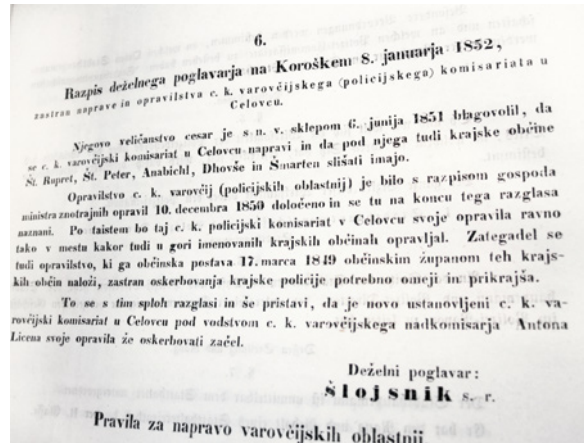 6.
Razpis deželnega poglavarja na Koroškem 8. januarja 1852,
zastran naprave in opravilstva c. k. varovčijskega (policijskega) komisariata u
Celovcu.
Njegovo veličanstvo cesar je s n. v. sklepom 6. junija 1851 blagovolil, da
se c. k. varovčijski komisariat u Celovcu napravi in da pod njega tudi krajske občine
Št. Rupret, Št. Peter, Anabichl, Dhovše in Šmarten slišati imajo.
Opravilstvo c. k. varovčij (policijskih oblastnij) je bilo s razpisom gospoda
ministra znotrajnih opravil 10. decembra 1850 določeno in se tu na koncu tega razglasa
naznani. Po taistem bo taj c. k. policijski komisariat v Celovcu svoje opravila ravno
tako v mestu kakor tudi u gori imenovanih krajskih občinah opravljal. Zategadel se
tudi opravilstvo, ki ga občinska postava 17. marca 1849 občinskim županom teh krajs-
kih občin naloži, zastran oskerbovanja krajske policije potrebno omeji in prikrajša.
To se s tim sploh razglasi in še pristavi, da je novo ustanovljeni c. k. va-
rovčijski komisariat u Celovcu pod vodstvom c. k. varovčijskega nadkomisarja Antona
Licena svoje opravila že oskerbovati začel.
Deželni poglavar:
Šlojsnik s. r.
Pravila za napravo varovčijskih oblastnij